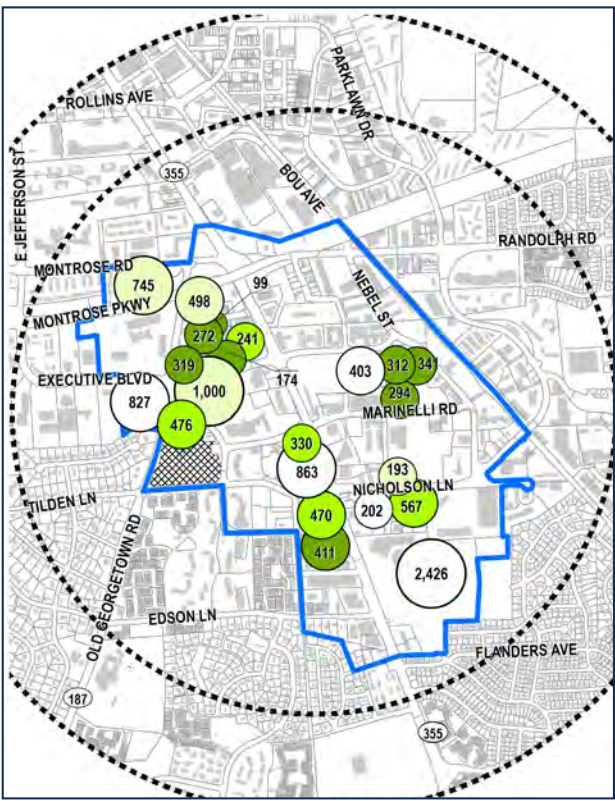 PARKLAWN DR
ROLLINS AVE
E JEFFERSON ST
355
BOU AVE
RANDOLPH RD
MONTROSE RD
745
99
NEBEL ST
MONTROSE PKWY
498
272
241
319
312
341
EXECUTIVE BLVD
403
174
827
1,000
294
MARINELLI RD
476
330
863
193
NICHOLSON LN
TILDEN LN
470
202
567
411
OLD GEORGETOWN RD
2,426
EDSON LN
FLANDERS AVE
187
355